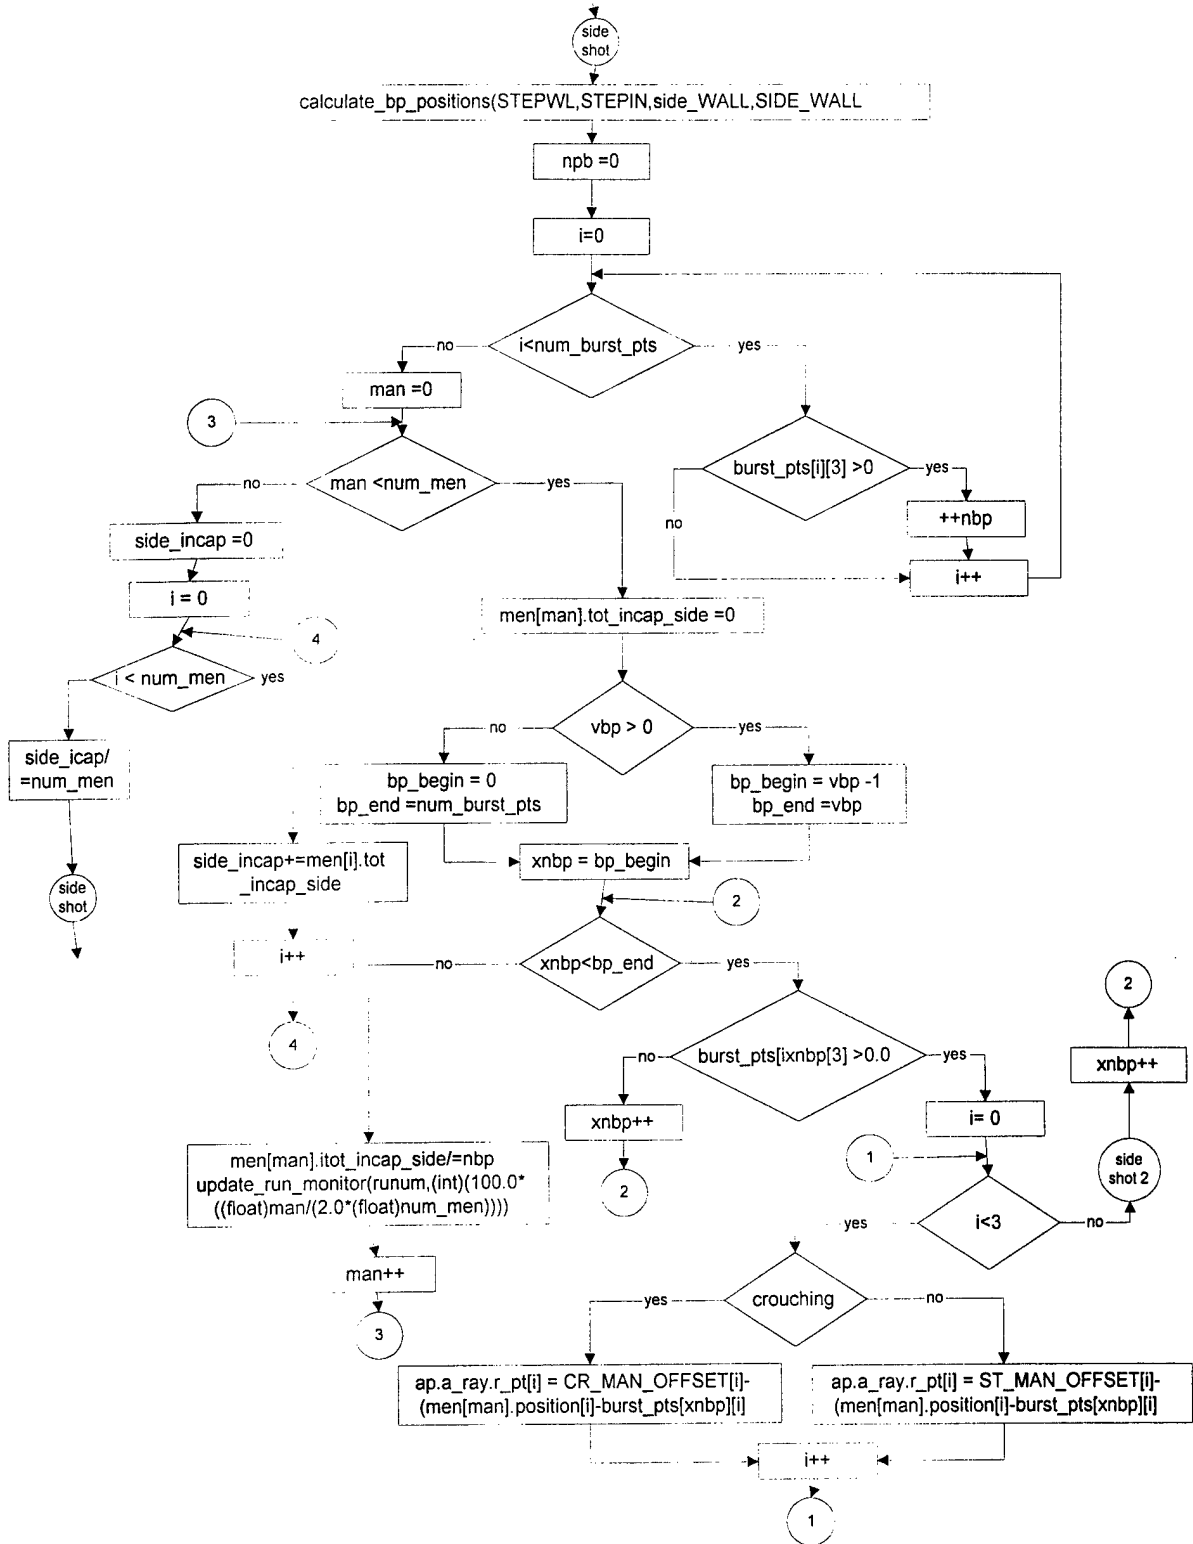 side
shot
calculate_bp_positions(STEPWL,STEPIN,side_WALL,SIDE_WALL
npb =0
i=0
i<num_burst_pts
no
yes
man =0
3
burst_pts[i][3] >0
yes
no
++nbp
i++
man <num_men
no
yes
side_incap =0
i = 0
4
men[man].tot_incap_side =0
i < num_men
yes
side_icap/
=num_men
side
shot
vbp > 0
no
yes
bp_begin = 0
bp_end =num_burst_pts
bp_begin = vbp -1
bp_end =vbp
side_incap+=men[i].tot
_incap_side
xnbp = bp_begin
2
i++
4
xnbp<bp_end
no
yes
2
xnbp++
side
shot 2
burst_pts[ixnbp[3] >0.0
no
yes
xnbp++
2
i= 0
1
i<3
yes
no
men[man].itot_incap_side/=nbp
update_run_monitor(runum,(int)(100.0*
((float)man/(2.0*(float)num_men))))
man++
3
crouching
yes
no
ap.a_ray.r_pt[i] = CR_MAN_OFFSET[i]-
(men[man].position[i]-burst_pts[xnbp][i]
ap.a_ray.r_pt[i] = ST_MAN_OFFSET[i]-
(men[man].position[i]-burst_pts[xnbp][i]
i++
1